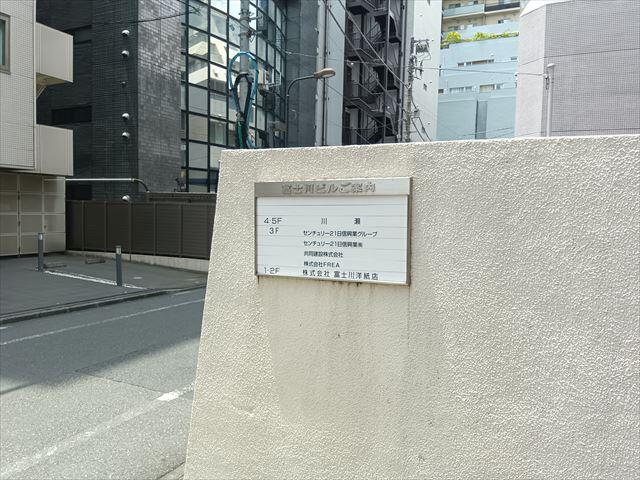 富士川ビルご案内
4・5F 川瀬
3F センチュリー21日信興業グループ
センチュリー21日信興業㈱
共同建設株式会社
株式会社FREA
1・2F 株式会社 富士川洋紙店